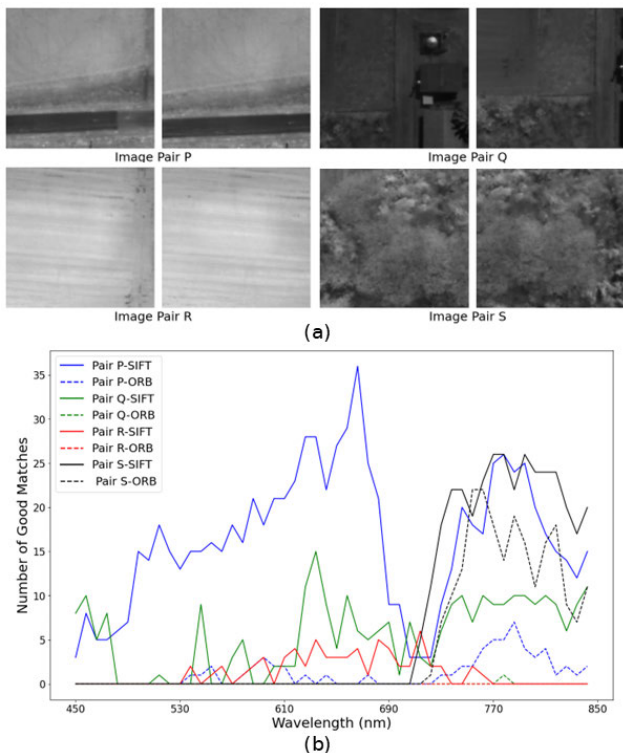 Image Pair P
Image Pair Q
Image Pair R
Image Pair S
(a)
Pair P-SIFT
Pair P-ORB
Pair Q-SIFT
Pair Q-ORB
Pair R-SIFT
Pair R-ORB
Pair S-SIFT
Pair S-ORB
Number of Good Matches
35
30
25
20
15
10
5
0
450
530
610
690
770
850
Wavelength (nm)
(b)